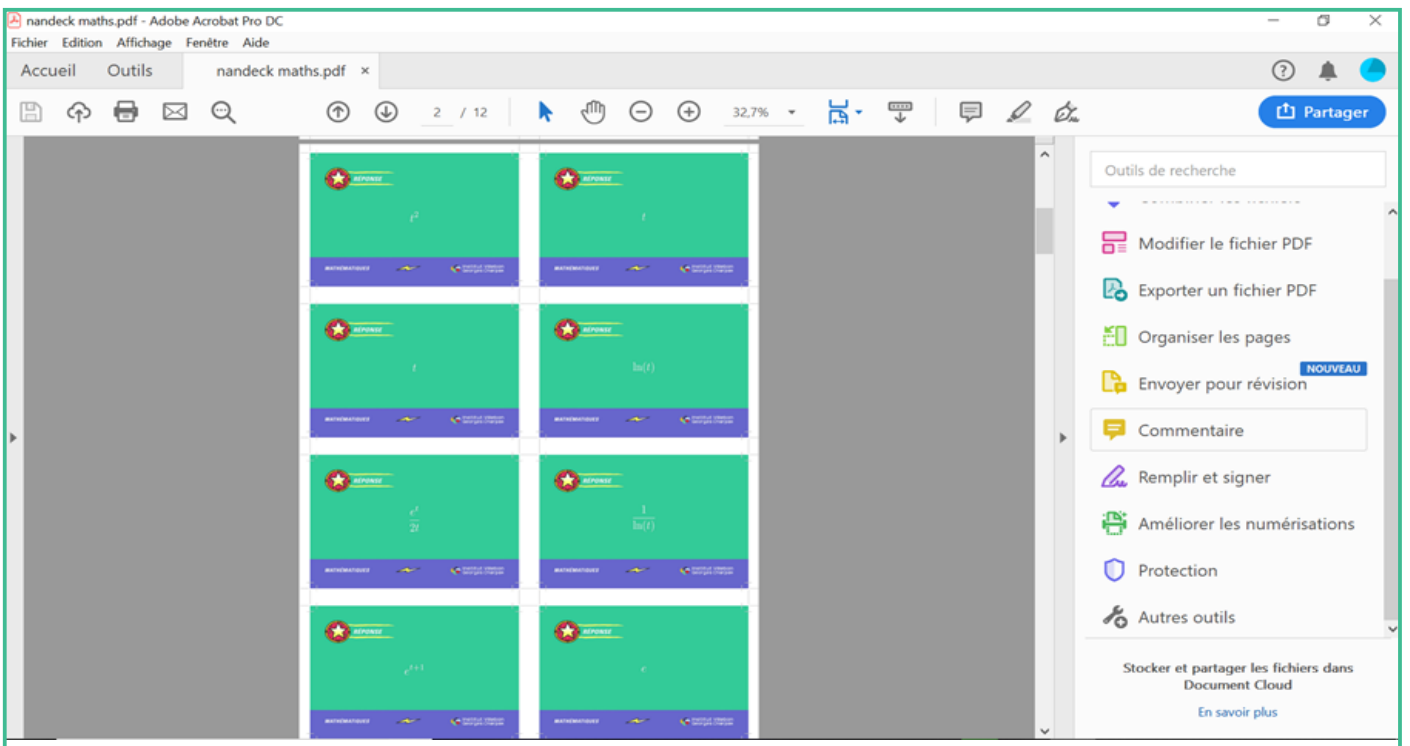 nandeck maths.pdf - Adobe Acrobat Pro DC
Fichier Edition Affichage Fenêtre Aide
Accueil Outils nandeck maths.pdf ×
2 / 12 32,7% Partager
RÉPONSE RÉPONSE
t² t
MATHÉMATIQUES MATHÉMATIQUES
RÉPONSE RÉPONSE
t ln(t)
MATHÉMATIQUES MATHÉMATIQUES
RÉPONSE RÉPONSE
e^t/2t 1/ln(t)
MATHÉMATIQUES MATHÉMATIQUES
RÉPONSE RÉPONSE
e^{t+1} e
MATHÉMATIQUES MATHÉMATIQUES
Outils de recherche
Modifier le fichier PDF
Exporter un fichier PDF
Organiser les pages
NOUVEAU
Envoyer pour révision
Commentaire
Remplir et signer
Améliorer les numérisations
Protection
Autres outils
Stocker et partager les fichiers dans
Document Cloud
En savoir plus